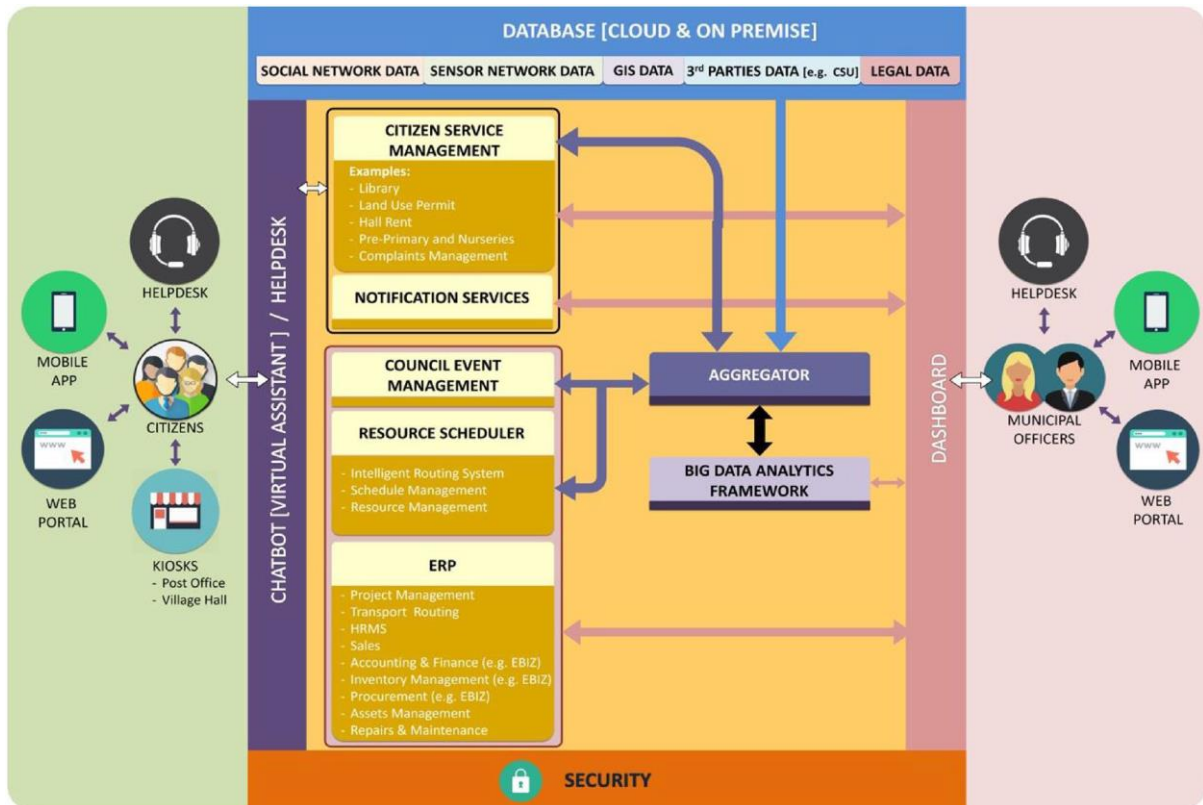 DATABASE [CLOUD & ON PREMISE]
SOCIAL NETWORK DATA
SENSOR NETWORK DATA
GIS DATA
3rd PARTIES DATA [e.g. CSU]
LEGAL DATA
HELPDESK
MOBILE
APP
CITIZENS
WWW
WEB
PORTAL
KIOSKS
- Post Office
- Village Hall
CHATBOT [VIRTUAL ASSISTANT] / HELPDESK
CITIZEN SERVICE
MANAGEMENT
Examples:
- Library
- Land Use Permit
- Hall Rent
- Pre-Primary and Nurseries
- Complaints Management
NOTIFICATION SERVICES
COUNCIL EVENT
MANAGEMENT
RESOURCE SCHEDULER
- Intelligent Routing System
- Schedule Management
- Resource Management
ERP
- Project Management
- Transport Routing
- HRMS
- Sales
- Accounting & Finance (e.g. EBIZ)
- Inventory Management (e.g. EBIZ)
- Procurement (e.g. EBIZ)
- Assets Management
- Repairs & Maintenance
AGGREGATOR
BIG DATA ANALYTICS
FRAMEWORK
DASHBOARD
HELPDESK
MOBILE
APP
MUNICIPAL
OFFICERS
WWW
WEB
PORTAL
SECURITY